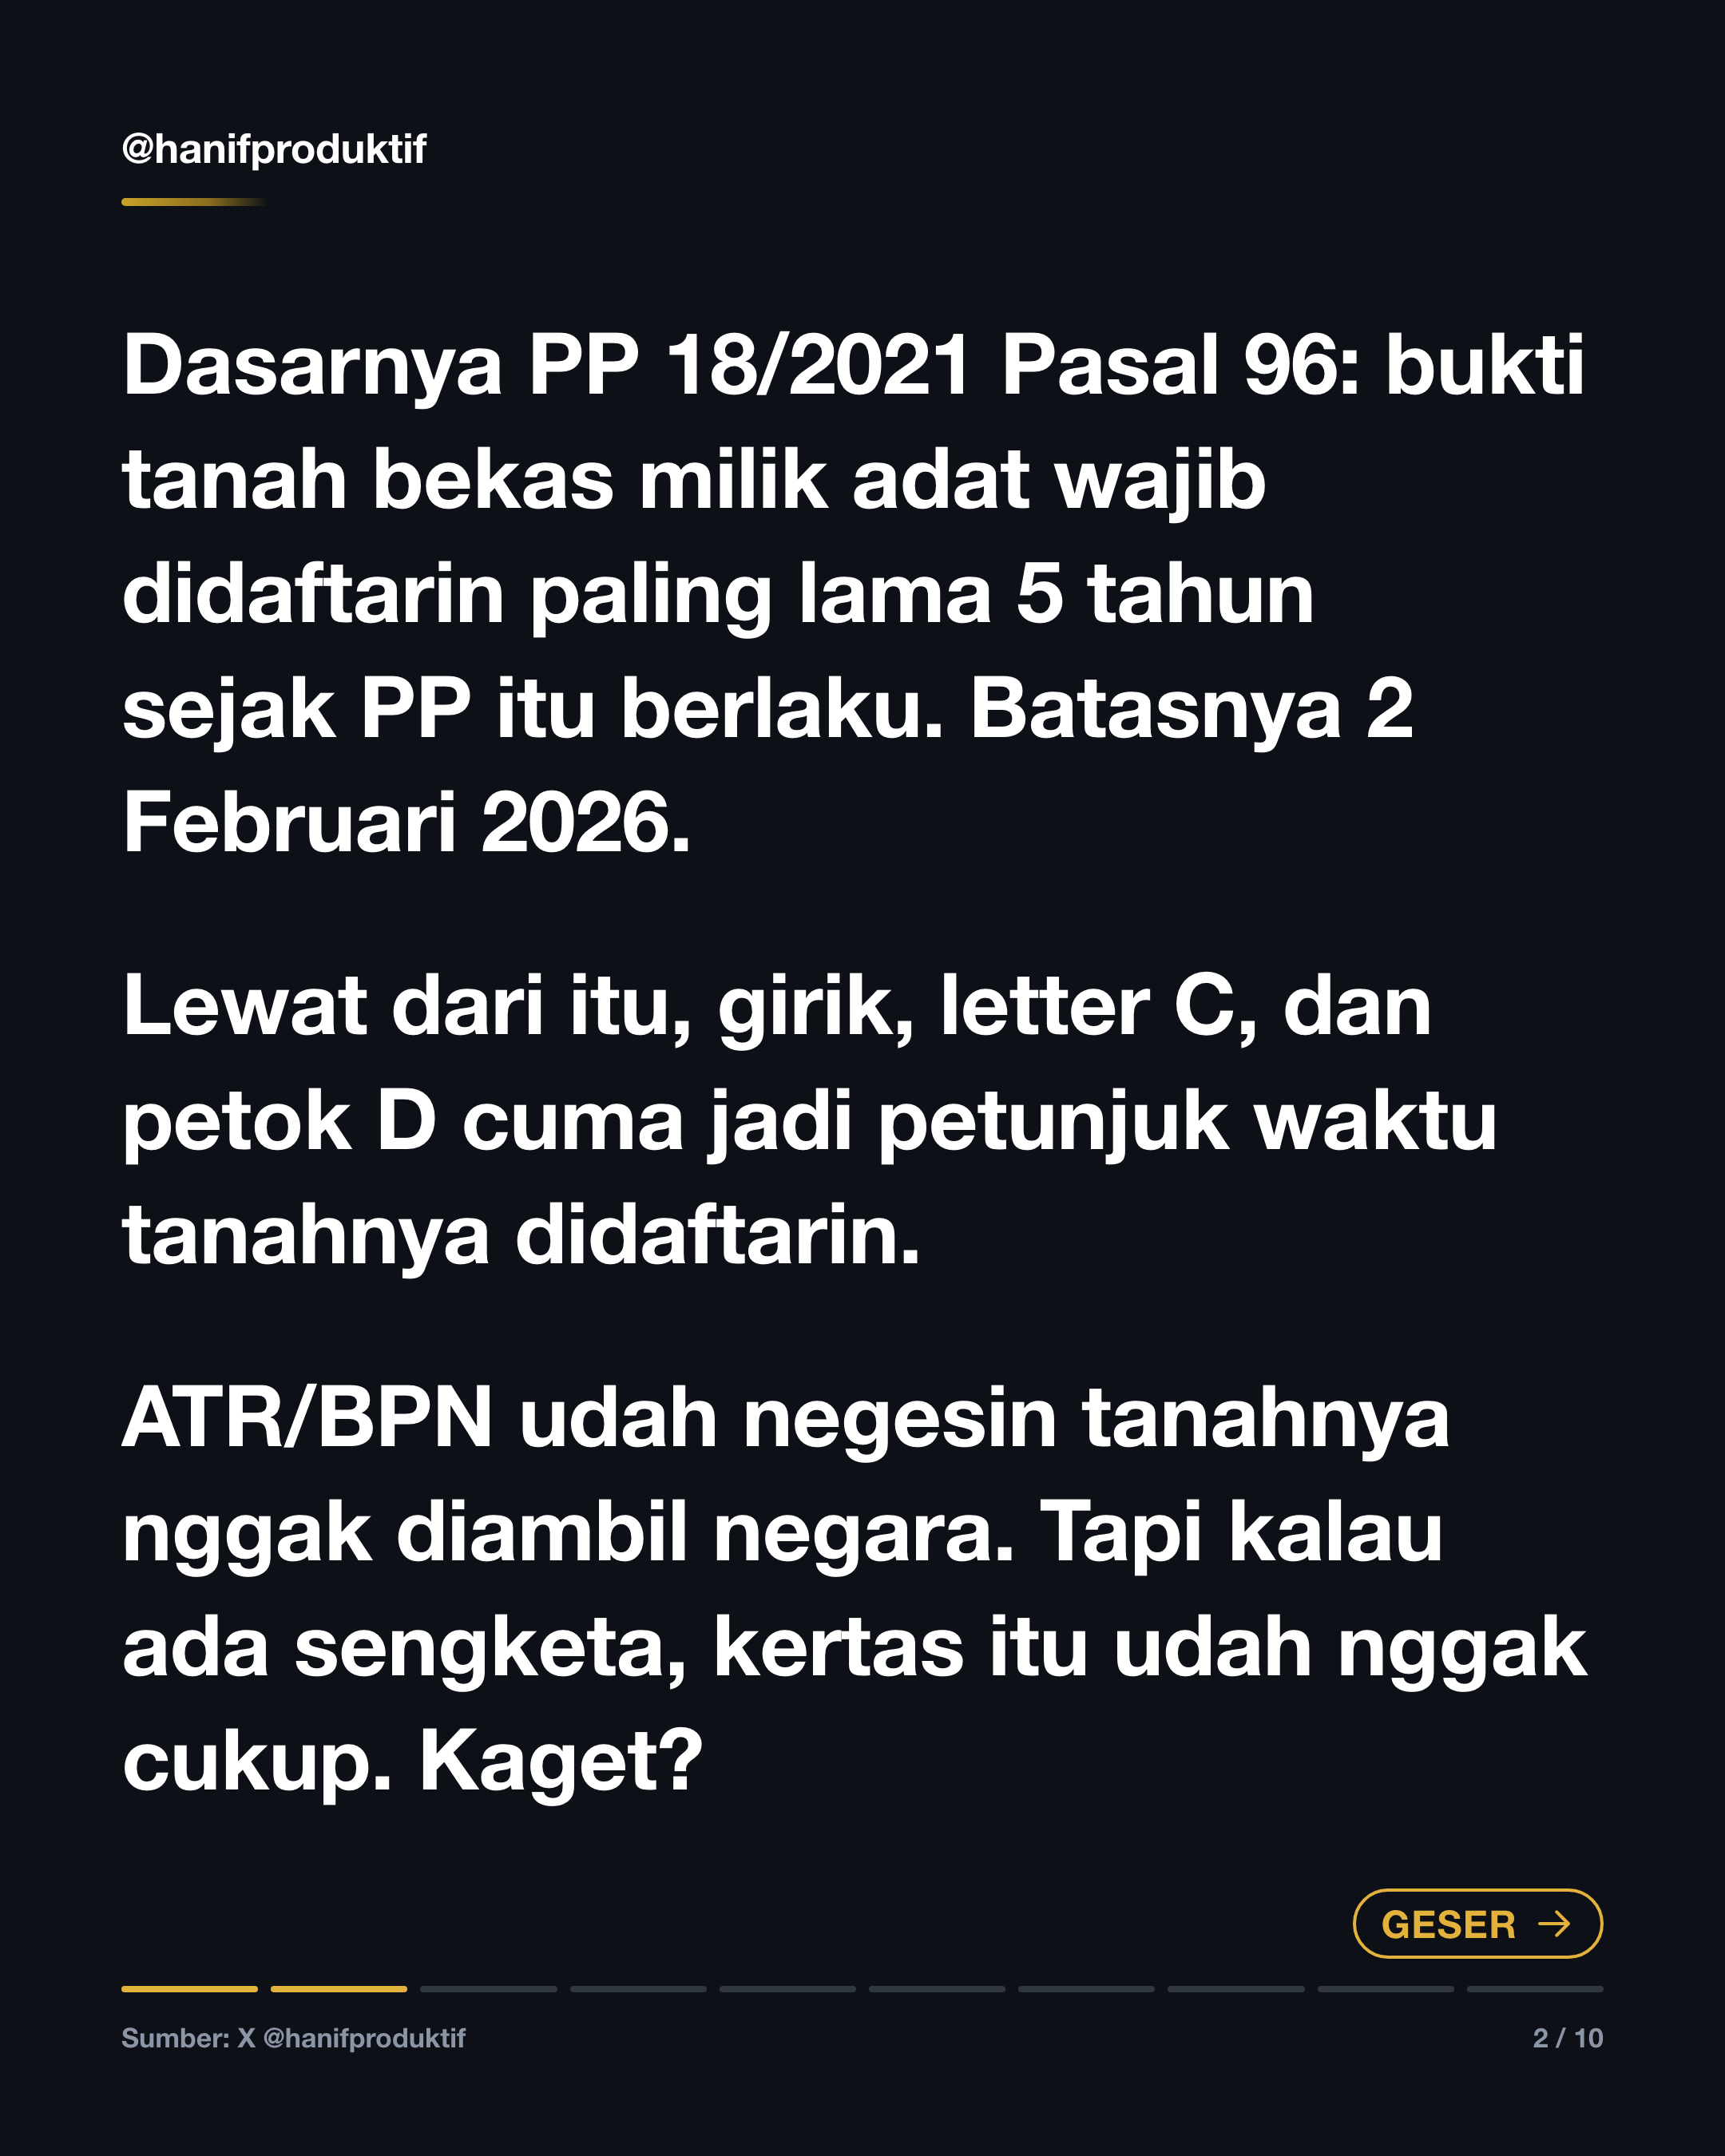 @hanifproduktif
Dasarnya PP 18/2021 Pasal 96: bukti
tanah bekas milik adat wajib
didaftarin paling lama 5 tahun
sejak PP itu berlaku. Batasnya 2
Februari 2026.
Lewat dari itu, girik, letter C, dan
petok D cuma jadi petunjuk waktu
tanahnya didaftarin.
ATR/BPN udah negesin tanahnya
nggak diambil negara. Tapi kalau
ada sengketa, kertas itu udah nggak
cukup. Kaget?
GESER →
Sumber: X @hanifproduktif
2 / 10